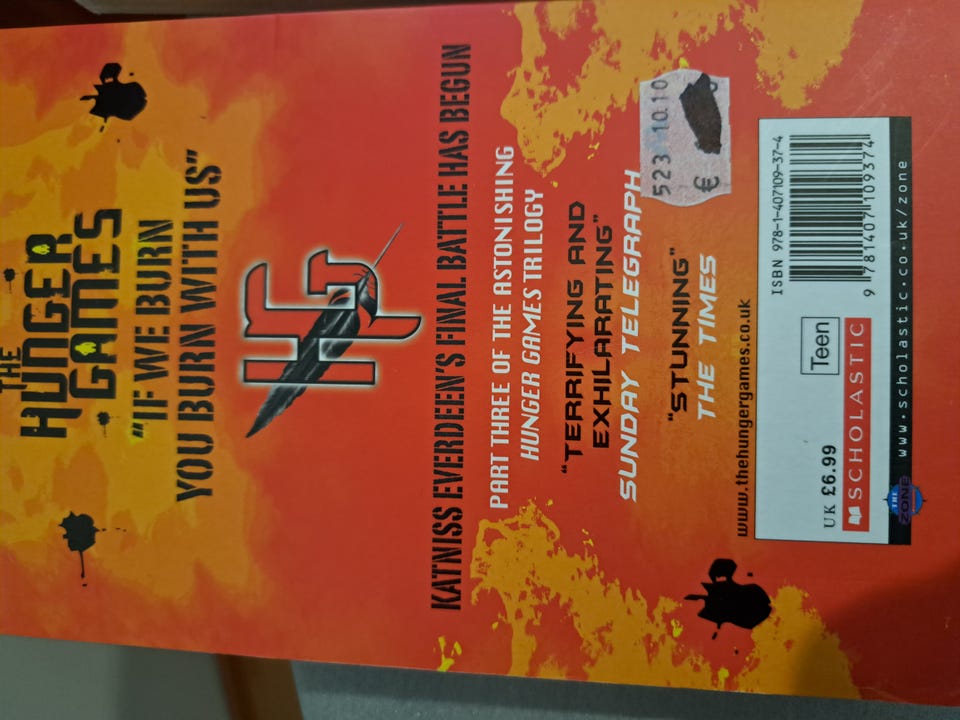 THE
HUNGER
GAMES
"IF WE BURN
YOU BURN WITH US"
HG
KATNISS EVERDEEN'S FINAL BATTLE HAS BEGUN
PART THREE OF THE ASTONISHING
HUNGER GAMES TRILOGY
"TERRIFYING AND
EXHILARATING"
SUNDAY TELEGRAPH
"STUNNING"
THE TIMES
523 10.10
€
www.thehungergames.co.uk
UK £6.99
Teen
SCHOLASTIC
ISBN 978-1-407109-37-4
9 781407 109374
THE
ZONE
www.scholastic.co.uk/zone